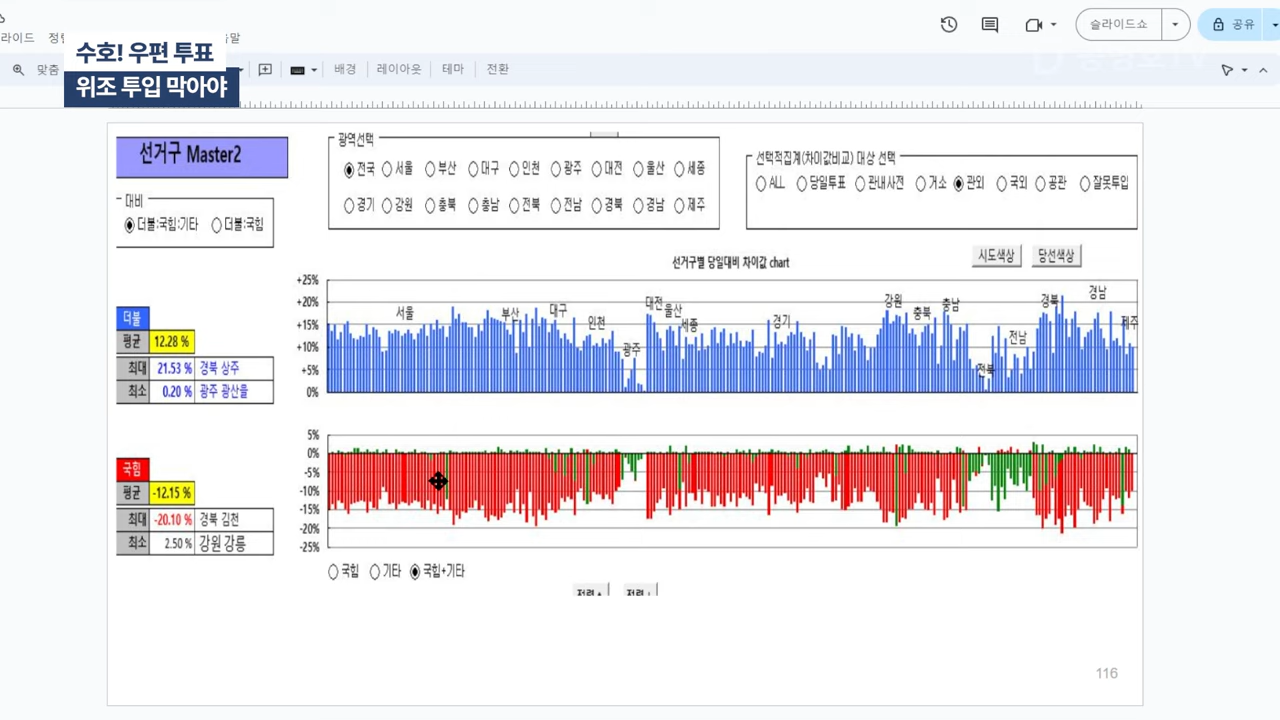 수호! 우편 투표
위조 투입 막아야
슬라이드쇼
공유
맞춤
배경
레이아웃
테마
전환
선거구 Master2
대비
더불:국힘:기타 더불:국힘
광역선택
전국 서울 부산 대구 인천 광주 대전 울산 세종
경기 강원 충북 충남 전북 전남 경북 경남 제주
선택적집계(차이값비교) 대상 선택
ALL 당일투표 관내사전 거소 관외 국외 공관 잘못투입
시도색상 당선색상
선거구별 당일대비 차이값 chart
+25%
+20%
+15%
+10%
+5%
0%
서울 부산 대구 인천 광주 대전 울산 세종 경기 강원 충북 충남 전북 전남 경북 경남 제주
더불
평균 12.28 %
최대 21.53 % 경북 상주
최소 0.20 % 광주 광산을
5%
0%
-5%
-10%
-15%
-20%
-25%
국힘
평균 -12.15 %
최대 -20.10 % 경북 김천
최소 2.50 % 강원 강릉
국힘 기타 국힘+기타
116